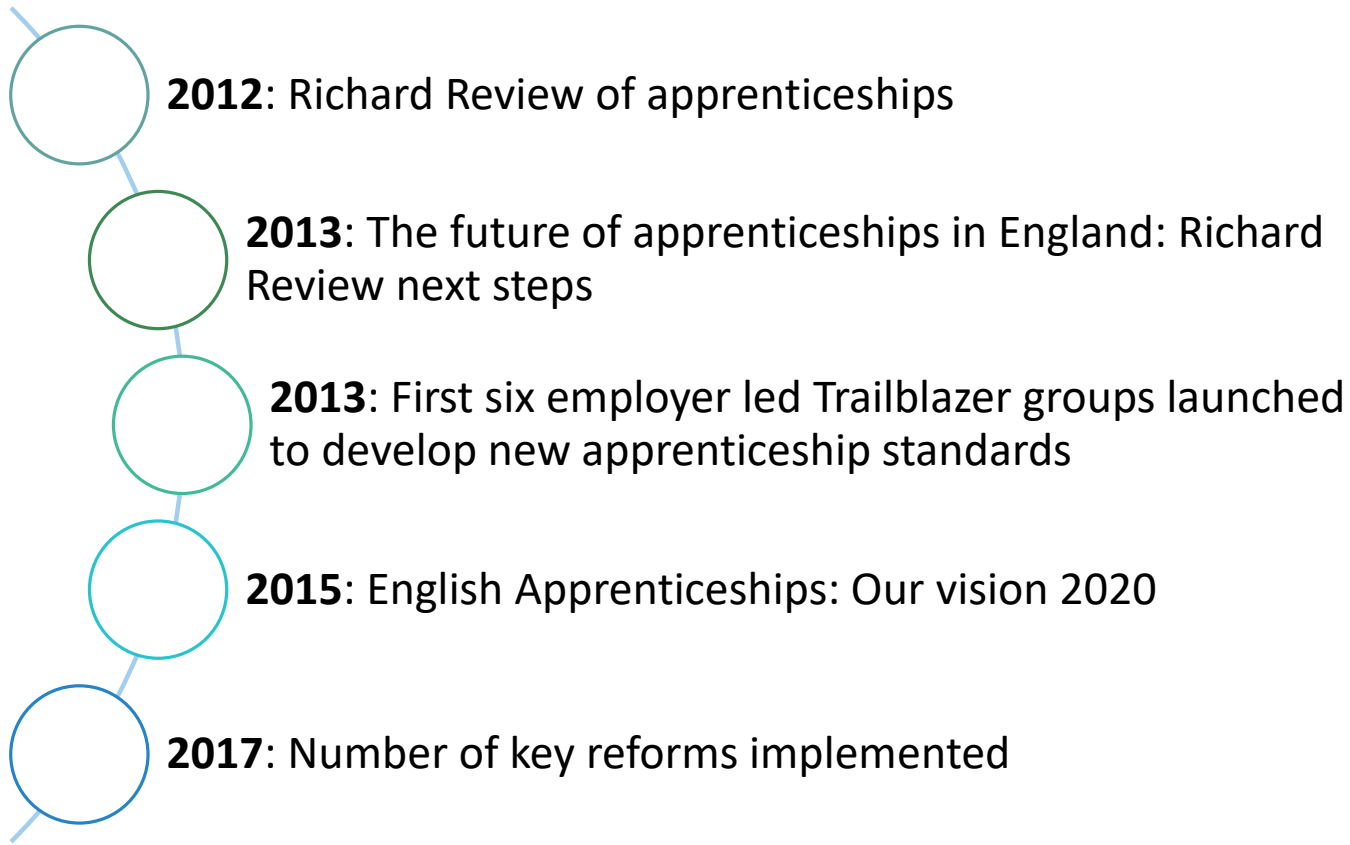 2012: Richard Review of apprenticeships
2013: The future of apprenticeships in England: Richard
Review next steps
2013: First six employer led Trailblazer groups launched
to develop new apprenticeship standards
2015: English Apprenticeships: Our vision 2020
2017: Number of key reforms implemented